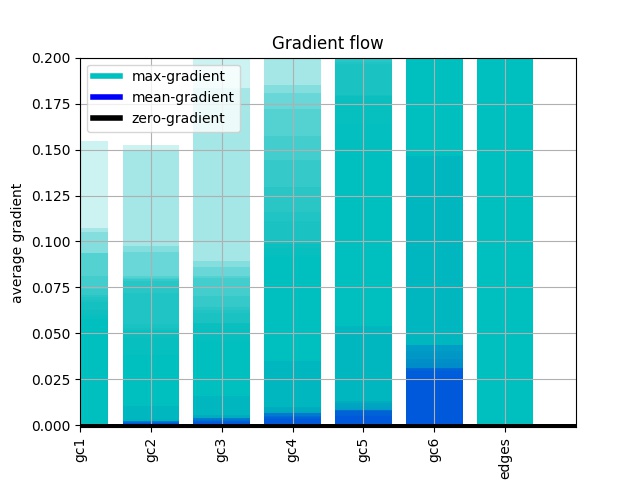 Gradient flow
max-gradient
mean-gradient
zero-gradient
average gradient
0.200
0.175
0.150
0.125
0.100
0.075
0.050
0.025
0.000
gc1
gc2
gc3
gc4
gc5
gc6
edges